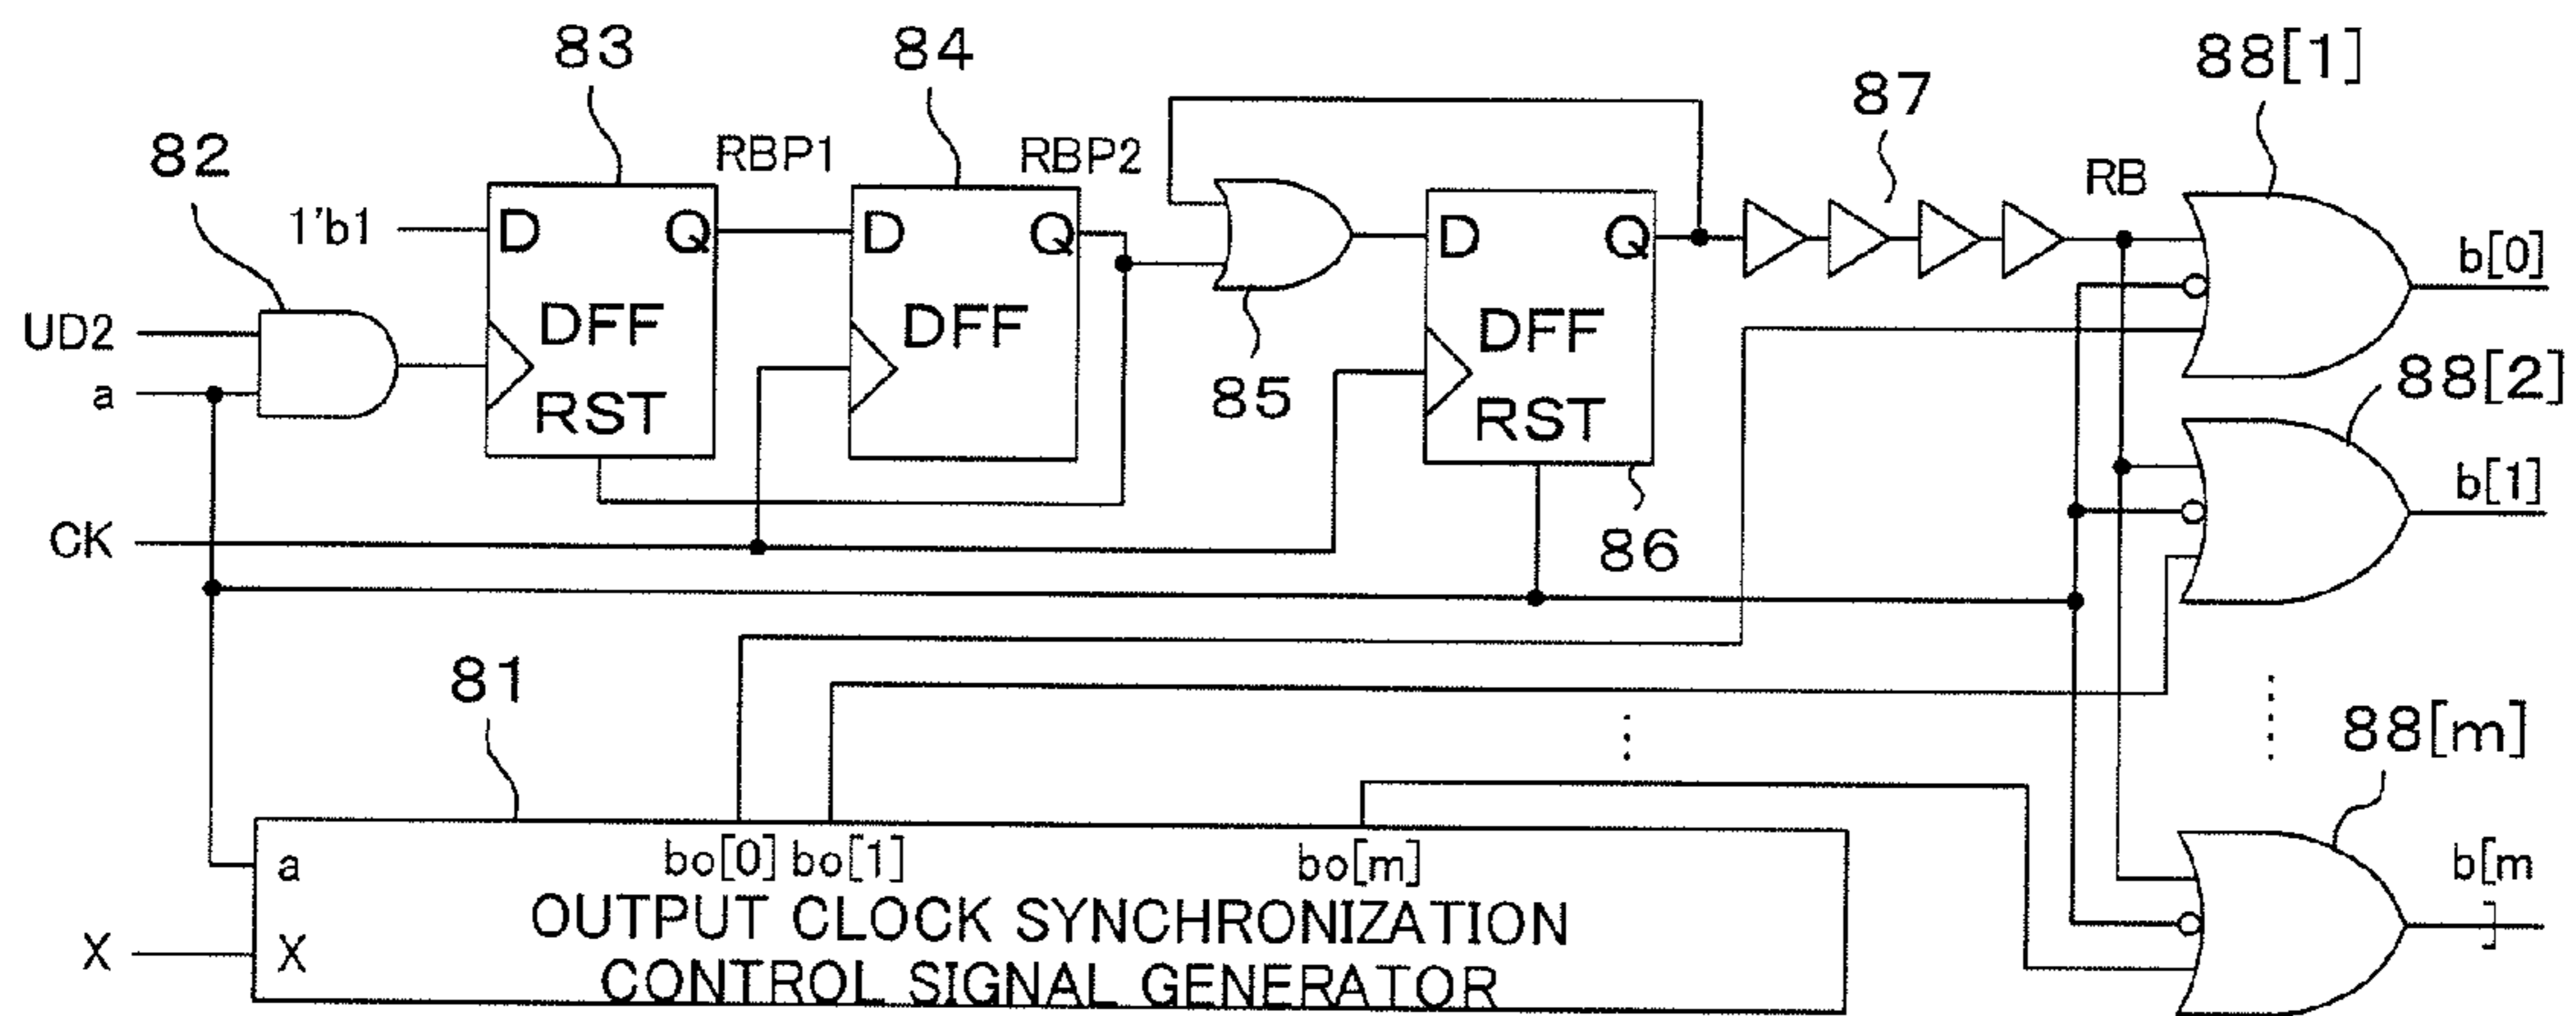 83
84
88[1]
87
82
RBP1
RBP2
RB
1'b1
D
Q
D
Q
D
Q
b[0]
UD2
DFF
DFF
DFF
88[2]
a
RST
85
RST
b[1]
CK
86
81
88[m]
bo[0]
bo[1]
bo[m]
b[m
]
a
X
X
OUTPUT CLOCK SYNCHRONIZATION
CONTROL SIGNAL GENERATOR